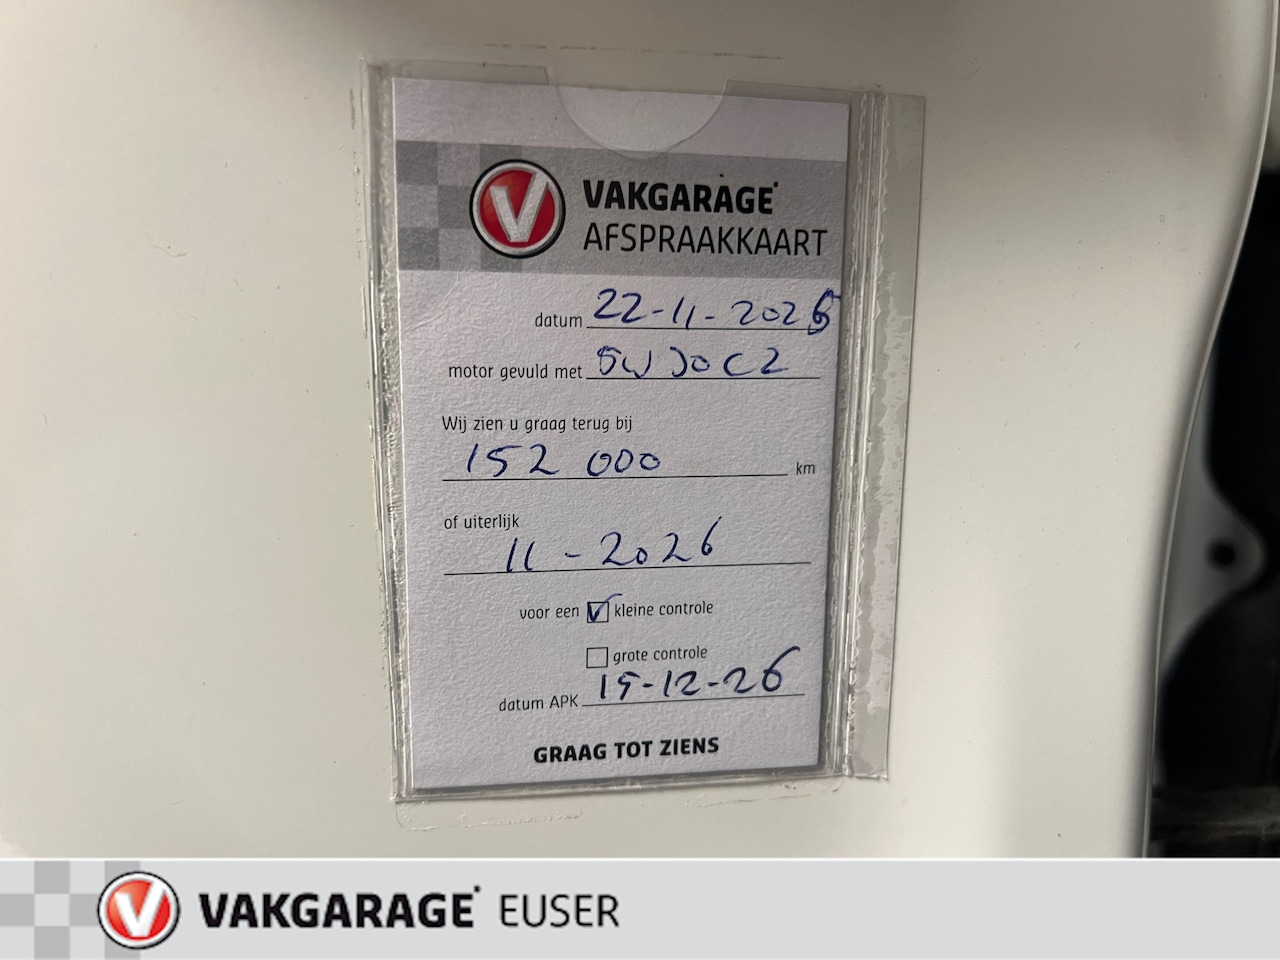 VAKGARAGE
AFSPRAAKKAART
datum 22-11-2025
motor gevuld met 5W30 C2
Wij zien u graag terug bij
152 000 km
of uiterlijk
11-2026
voor een kleine controle
grote controle
datum APK 15-12-26
GRAAG TOT ZIENS
VAKGARAGE EUSER